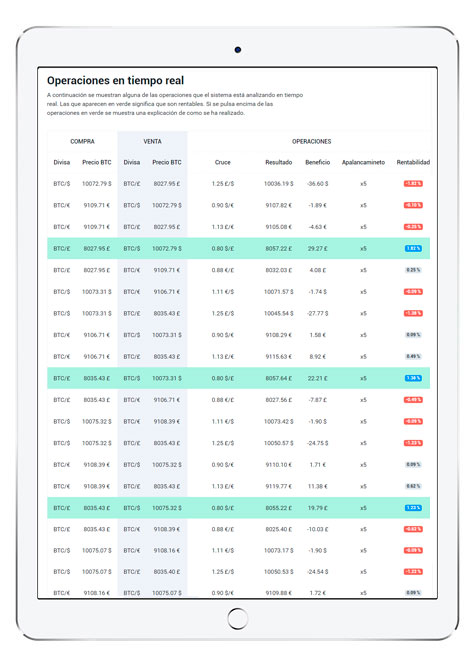 Operaciones en tiempo real
A continuación se muestran alguna de las operaciones que el sistema está analizando en tiempo
real. Las que aparecen en verde significa que son rentables. Si se pulsa encima de las
operaciones en verde se muestra una explicación de como se ha realizado.
COMPRA VENTA OPERACIONES
Divisa Precio BTC Divisa Precio BTC Cruce Resultado Beneficio Apalancamineto Rentabilidad
BTC/$ 10072.79 $ BTC/£ 8027.95 £ 1.25 £/$ 10036.19 $ -36.60 $ x5 -1.82 %
BTC/€ 9109.71 € BTC/$ 10072.79 $ 0.90 $/€ 9107.82 € -1.89 € x5 -0.10 %
BTC/€ 9109.71 € BTC/£ 8027.95 £ 1.13 £/€ 9105.08 € -4.63 € x5 -0.25 %
BTC/£ 8027.95 £ BTC/$ 10072.79 $ 0.80 $/£ 8057.22 £ 29.27 £ x5 1.82 %
BTC/£ 8027.95 £ BTC/€ 9109.71 € 0.88 €/£ 8032.03 £ 4.08 £ x5 0.25 %
BTC/$ 10073.31 $ BTC/€ 9106.71 € 1.11 €/$ 10071.57 $ -1.74 $ x5 -0.09 %
BTC/$ 10073.31 $ BTC/£ 8035.43 £ 1.25 £/$ 10045.54 $ -27.77 $ x5 -1.38 %
BTC/€ 9106.71 € BTC/$ 10073.31 $ 0.90 $/€ 9108.29 € 1.58 € x5 0.09 %
BTC/€ 9106.71 € BTC/£ 8035.43 £ 1.13 £/€ 9115.63 € 8.92 € x5 0.49 %
BTC/£ 8035.43 £ BTC/$ 10073.31 $ 0.80 $/£ 8057.64 £ 22.21 £ x5 1.38 %
BTC/£ 8035.43 £ BTC/€ 9106.71 € 0.88 €/£ 8027.56 £ -7.87 £ x5 -0.49 %
BTC/$ 10075.32 $ BTC/€ 9108.39 € 1.11 €/$ 10073.42 $ -1.90 $ x5 -0.09 %
BTC/$ 10075.32 $ BTC/£ 8035.43 £ 1.25 £/$ 10050.57 $ -24.75 $ x5 -1.23 %
BTC/€ 9108.39 € BTC/$ 10075.32 $ 0.90 $/€ 9110.10 € 1.71 € x5 0.09 %
BTC/€ 9108.39 € BTC/£ 8035.43 £ 1.13 £/€ 9119.77 € 11.38 € x5 0.62 %
BTC/£ 8035.43 £ BTC/$ 10075.32 $ 0.80 $/£ 8055.22 £ 19.79 £ x5 1.23 %
BTC/£ 8035.43 £ BTC/€ 9108.39 € 0.88 €/£ 8025.40 £ -10.03 £ x5 -0.62 %
BTC/$ 10075.07 $ BTC/€ 9108.16 € 1.11 €/$ 10073.17 $ -1.90 $ x5 -0.09 %
BTC/$ 10075.07 $ BTC/£ 8035.40 £ 1.25 £/$ 10050.53 $ -24.54 $ x5 -1.22 %
BTC/€ 9108.16 € BTC/$ 10075.07 $ 0.90 $/€ 9109.88 € 1.72 € x5 0.09 %